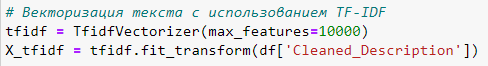 # Векторизация текста с использованием TF-IDF
tfidf = TfidfVectorizer(max_features=10000)
X_tfidf = tfidf.fit_transform(df['Cleaned_Description'])